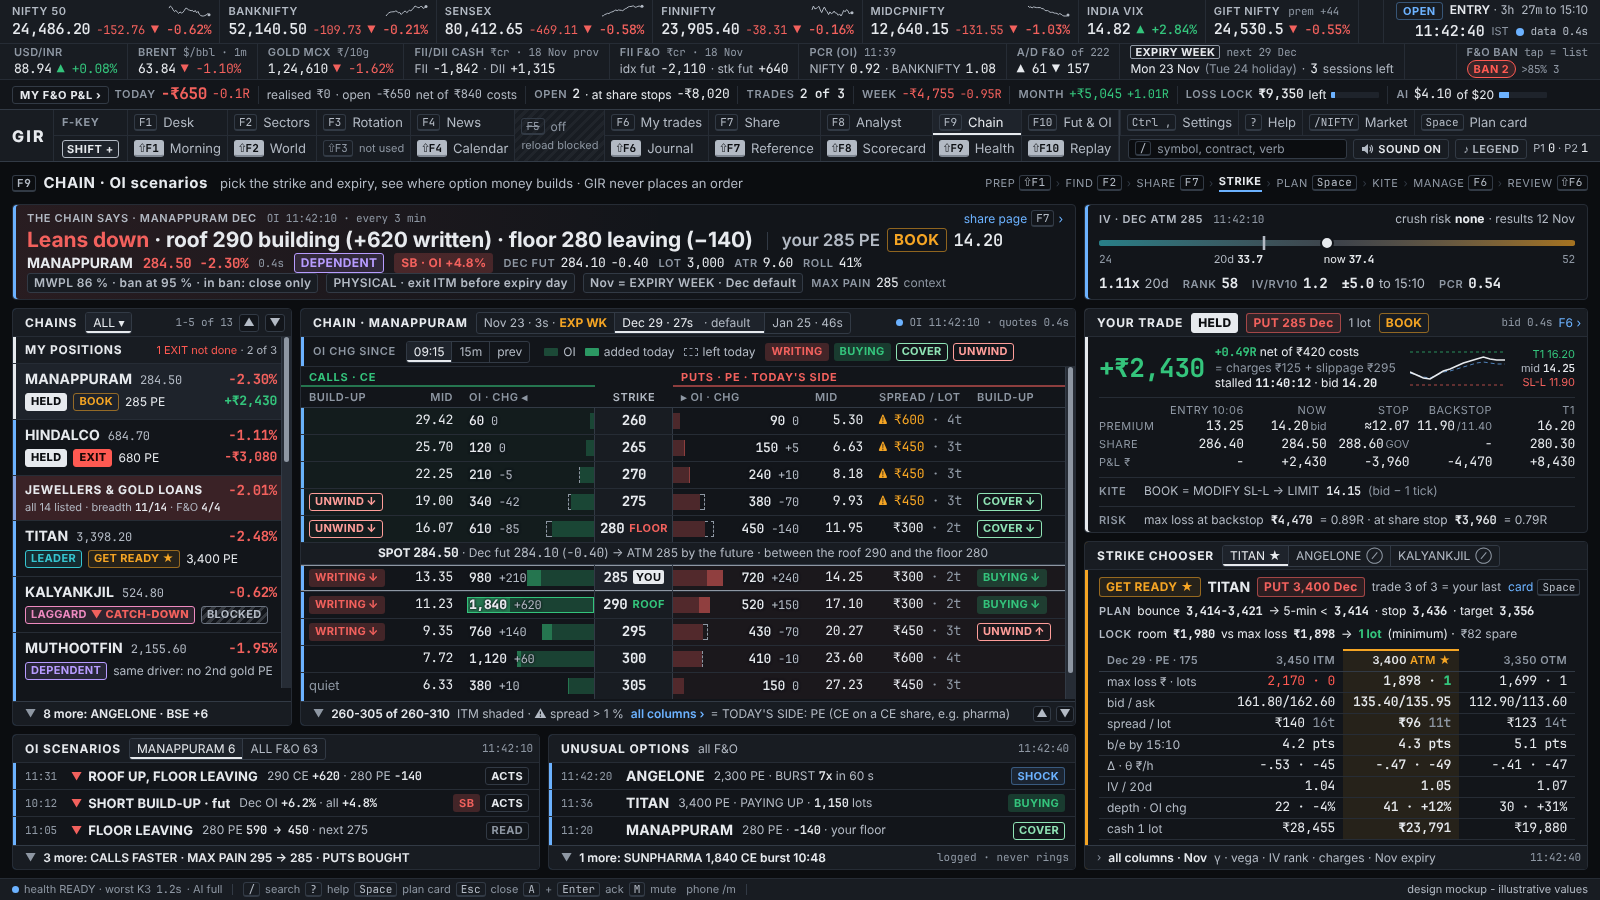 NIFTY 50 BANKNIFTY SENSEX FINNIFTY MIDCPNIFTY INDIA VIX GIFT NIFTY prem +44 OPEN ENTRY · 3h 27m to 15:10
24,486.20 -152.76 ▼ -0.62% 52,140.50 -109.73 ▼ -0.21% 80,412.65 -469.11 ▼ -0.58% 23,905.40 -38.31 ▼ -0.16% 12,640.15 -131.55 ▼ -1.03% 14.82 ▲ +2.84% 24,530.5 ▼ -0.55% 11:42:40 IST ● data 0.4s
USD/INR BRENT $/bbl · 1m GOLD MCX ₹/10g FII/DII CASH ₹cr · 18 Nov prov FII F&O ₹cr · 18 Nov PCR (OI) 11:39 A/D F&O of 222 EXPIRY WEEK next 29 Dec F&O BAN tap = list
88.94 ▲ +0.08% 63.84 ▼ -1.10% 1,24,610 ▼ -1.62% FII -1,842 · DII +1,315 idx fut -2,110 · stk fut +640 NIFTY 0.92 · BANKNIFTY 1.08 ▲ 61 ▼ 157 Mon 23 Nov (Tue 24 holiday) · 3 sessions left BAN 2 >85% 3
MY F&O P&L › TODAY -₹650 -0.1R realised ₹0 · open -₹650 net of ₹840 costs OPEN 2 · at share stops -₹8,020 TRADES 2 of 3 WEEK -₹4,755 -0.95R MONTH +₹5,045 +1.01R LOSS LOCK ₹9,350 left AI $4.10 of $20
GIR F-KEY F1 Desk F2 Sectors F3 Rotation F4 News F5 off F6 My trades F7 Share F8 Analyst F9 Chain F10 Fut & OI Ctrl , Settings ? Help /NIFTY Market Space Plan card
SHIFT + ⇧F1 Morning ⇧F2 World ⇧F3 not used ⇧F4 Calendar reload blocked ⇧F6 Journal ⇧F7 Reference ⇧F8 Scorecard ⇧F9 Health ⇧F10 Replay / symbol, contract, verb SOUND ON ♪ LEGEND P1 0 · P2 1
F9 CHAIN · OI scenarios pick the strike and expiry, see where option money builds · GIR never places an order PREP ⇧F1 › FIND F2 › SHARE F7 › STRIKE › PLAN Space › KITE › MANAGE F6 › REVIEW ⇧F6
THE CHAIN SAYS · MANAPPURAM DEC OI 11:42:10 · every 3 min share page F7 ›
Leans down · roof 290 building (+620 written) · floor 280 leaving (−140) your 285 PE BOOK 14.20
MANAPPURAM 284.50 -2.30% 0.4s DEPENDENT SB · OI +4.8% DEC FUT 284.10 -0.40 LOT 3,000 ATR 9.60 ROLL 41%
MWPL 86 % · ban at 95 % · in ban: close only PHYSICAL · exit ITM before expiry day Nov = EXPIRY WEEK · Dec default MAX PAIN 285 context
IV · DEC ATM 285 11:42:10 crush risk none · results 12 Nov
24 20d 33.7 now 37.4 52
1.11x 20d RANK 58 IV/RV10 1.2 ±5.0 to 15:10 PCR 0.54
CHAINS ALL ▾ 1-5 of 13 ▲ ▼
MY POSITIONS 1 EXIT not done · 2 of 3
MANAPPURAM 284.50 -2.30%
HELD BOOK 285 PE +₹2,430
HINDALCO 684.70 -1.11%
HELD EXIT 680 PE -₹3,080
JEWELLERS & GOLD LOANS -2.01%
all 14 listed · breadth 11/14 · F&O 4/4
TITAN 3,398.20 -2.48%
LEADER GET READY ★ 3,400 PE
KALYANKJIL 524.80 -0.62%
LAGGARD ▼ CATCH-DOWN BLOCKED
MUTHOOTFIN 2,155.60 -1.95%
DEPENDENT same driver: no 2nd gold PE
▼ 8 more: ANGELONE · BSE +6
CHAIN · MANAPPURAM Nov 23 · 3s · EXP WK Dec 29 · 27s · default Jan 25 · 46s ● OI 11:42:10 · quotes 0.4s
OI CHG SINCE 09:15 15m prev OI added today left today WRITING BUYING COVER UNWIND
CALLS · CE PUTS · PE · TODAY'S SIDE
BUILD-UP MID OI · CHG ◂ STRIKE ▸ OI · CHG MID SPREAD / LOT BUILD-UP
29.42 60 0 260 90 0 5.30 ⚠ ₹600 · 4t
25.70 120 0 265 150 +5 6.63 ⚠ ₹450 · 3t
22.25 210 -5 270 240 +10 8.18 ⚠ ₹450 · 3t
UNWIND ↓ 19.00 340 -42 275 380 -70 9.93 ⚠ ₹450 · 3t COVER ↓
UNWIND ↓ 16.07 610 -85 280 FLOOR 450 -140 11.95 ₹300 · 2t COVER ↓
SPOT 284.50 · Dec fut 284.10 (-0.40) → ATM 285 by the future · between the roof 290 and the floor 280
WRITING ↓ 13.35 980 +210 285 YOU 720 +240 14.25 ₹300 · 2t BUYING ↓
WRITING ↓ 11.23 1,840 +620 290 ROOF 520 +150 17.10 ₹300 · 2t BUYING ↓
WRITING ↓ 9.35 760 +140 295 430 -70 20.27 ₹450 · 3t UNWIND ↑
7.72 1,120 +60 300 410 -10 23.60 ₹600 · 4t
quiet 6.33 380 +10 305 150 0 27.23 ₹450 · 3t
▼ 260-305 of 260-310 ITM shaded · ⚠ spread > 1 % all columns › = TODAY'S SIDE: PE (CE on a CE share, e.g. pharma) ▲ ▼
YOUR TRADE HELD PUT 285 Dec 1 lot BOOK bid 0.4s F6 ›
+₹2,430 +0.49R net of ₹420 costs T1 16.20
= charges ₹125 + slippage ₹295 mid 14.25
stalled 11:40:12 · bid 14.20 SL-L 11.90
ENTRY 10:06 NOW STOP BACKSTOP T1
PREMIUM 13.25 14.20 bid ≈12.07 11.90/11.40 16.20
SHARE 286.40 284.50 288.60 GOV - 280.30
P&L ₹ - +2,430 -3,960 -4,470 +8,430
KITE BOOK = MODIFY SL-L → LIMIT 14.15 (bid − 1 tick)
RISK max loss at backstop ₹4,470 = 0.89R · at share stop ₹3,960 = 0.79R
STRIKE CHOOSER TITAN ★ ANGELONE KALYANKJIL
GET READY ★ TITAN PUT 3,400 Dec trade 3 of 3 = your last card Space
PLAN bounce 3,414-3,421 → 5-min < 3,414 · stop 3,436 · target 3,356
LOCK room ₹1,980 vs max loss ₹1,898 → 1 lot (minimum) · ₹82 spare
Dec 29 · PE · 175 3,450 ITM 3,400 ATM ★ 3,350 OTM
max loss ₹ · lots 2,170 · 0 1,898 · 1 1,699 · 1
bid / ask 161.80/162.60 135.40/135.95 112.90/113.60
spread / lot ₹140 16t ₹96 11t ₹123 14t
b/e by 15:10 4.2 pts 4.3 pts 5.1 pts
Δ · θ ₹/h -.53 · -45 -.47 · -49 -.41 · -47
IV / 20d 1.04 1.05 1.07
depth · OI chg 22 · -4% 41 · +12% 30 · +31%
cash 1 lot ₹28,455 ₹23,791 ₹19,880
› all columns · Nov γ · vega · IV rank · charges · Nov expiry 11:42:40
OI SCENARIOS MANAPPURAM 6 ALL F&O 63 11:42:10
11:31 ▼ ROOF UP, FLOOR LEAVING 290 CE +620 · 280 PE -140 ACTS
10:12 ▼ SHORT BUILD-UP · fut Dec OI +6.2% · all +4.8% SB ACTS
11:05 ▼ FLOOR LEAVING 280 PE 590 → 450 · next 275 READ
▼ 3 more: CALLS FASTER · MAX PAIN 295 → 285 · PUTS BOUGHT
UNUSUAL OPTIONS all F&O 11:42:40
11:42:20 ANGELONE 2,300 PE · BURST 7x in 60 s SHOCK
11:36 TITAN 3,400 PE · PAYING UP · 1,150 lots BUYING
11:20 MANAPPURAM 280 PE · -140 · your floor COVER
▼ 1 more: SUNPHARMA 1,840 CE burst 10:48 logged · never rings
● health READY · worst K3 1.2s · AI full / search ? help Space plan card Esc close A + Enter ack M mute phone /m design mockup - illustrative values